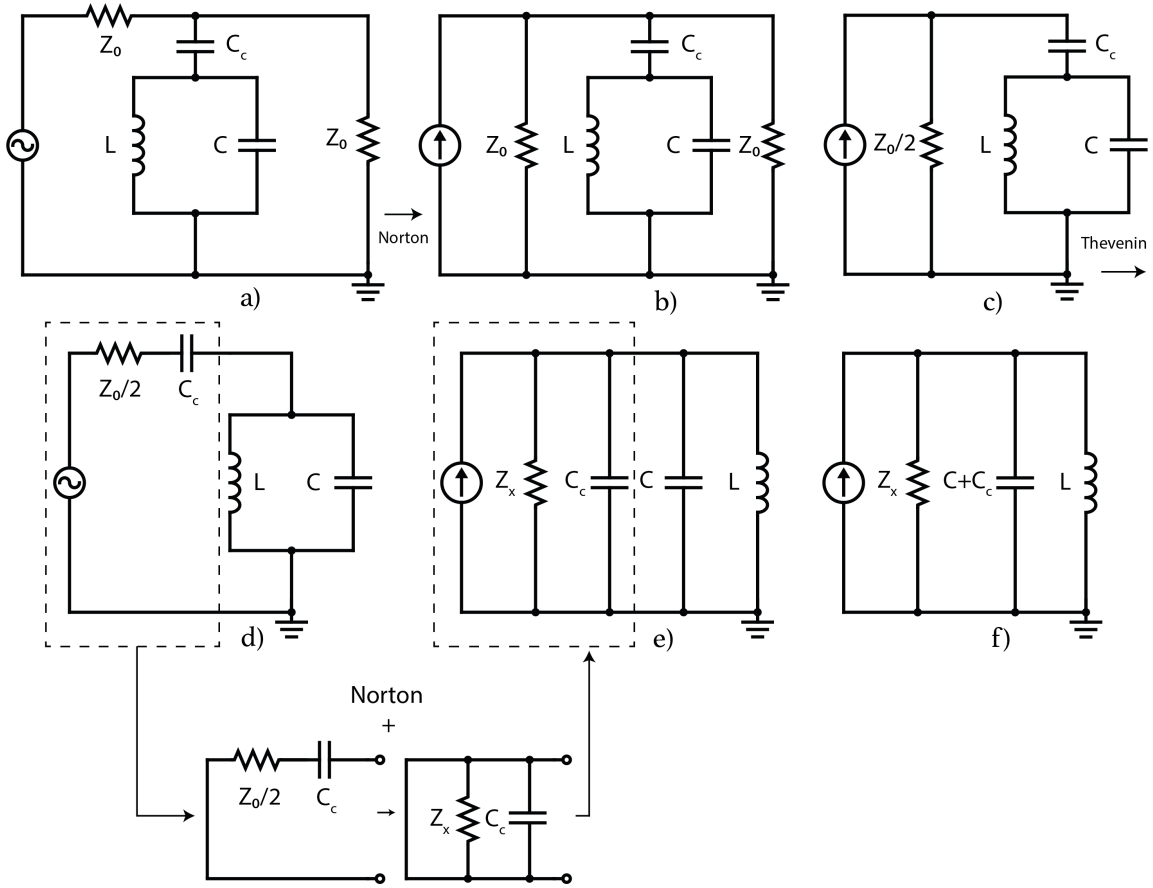 Z₀
C꜀
L
C
Z₀
a)
Norton
Z₀
C꜀
L
C
Z₀
b)
Z₀/2
C꜀
L
C
c)
Thevenin
Z₀/2
C꜀
L
C
d)
Zₓ
C꜀
C
L
e)
Zₓ
C+C꜀
L
f)
Norton
+
Z₀/2
C꜀
Zₓ
C꜀